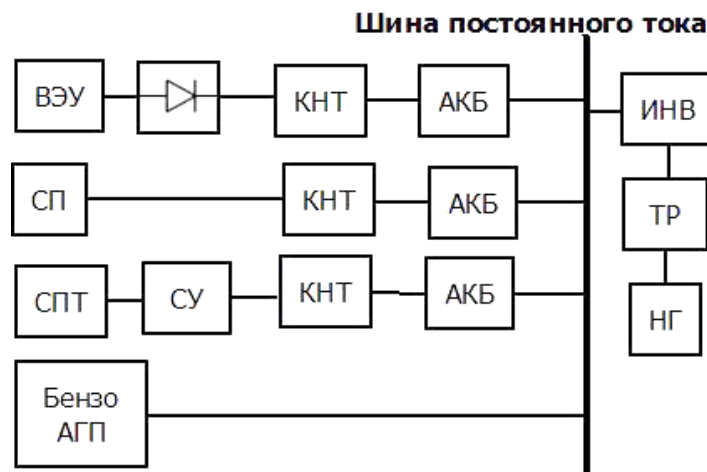 Шина постоянного тока
ВЭУ
КНТ
АКБ
ИНВ
СП
КНТ
АКБ
ТР
СПТ
СУ
КНТ
АКБ
НГ
Бензо
АГП